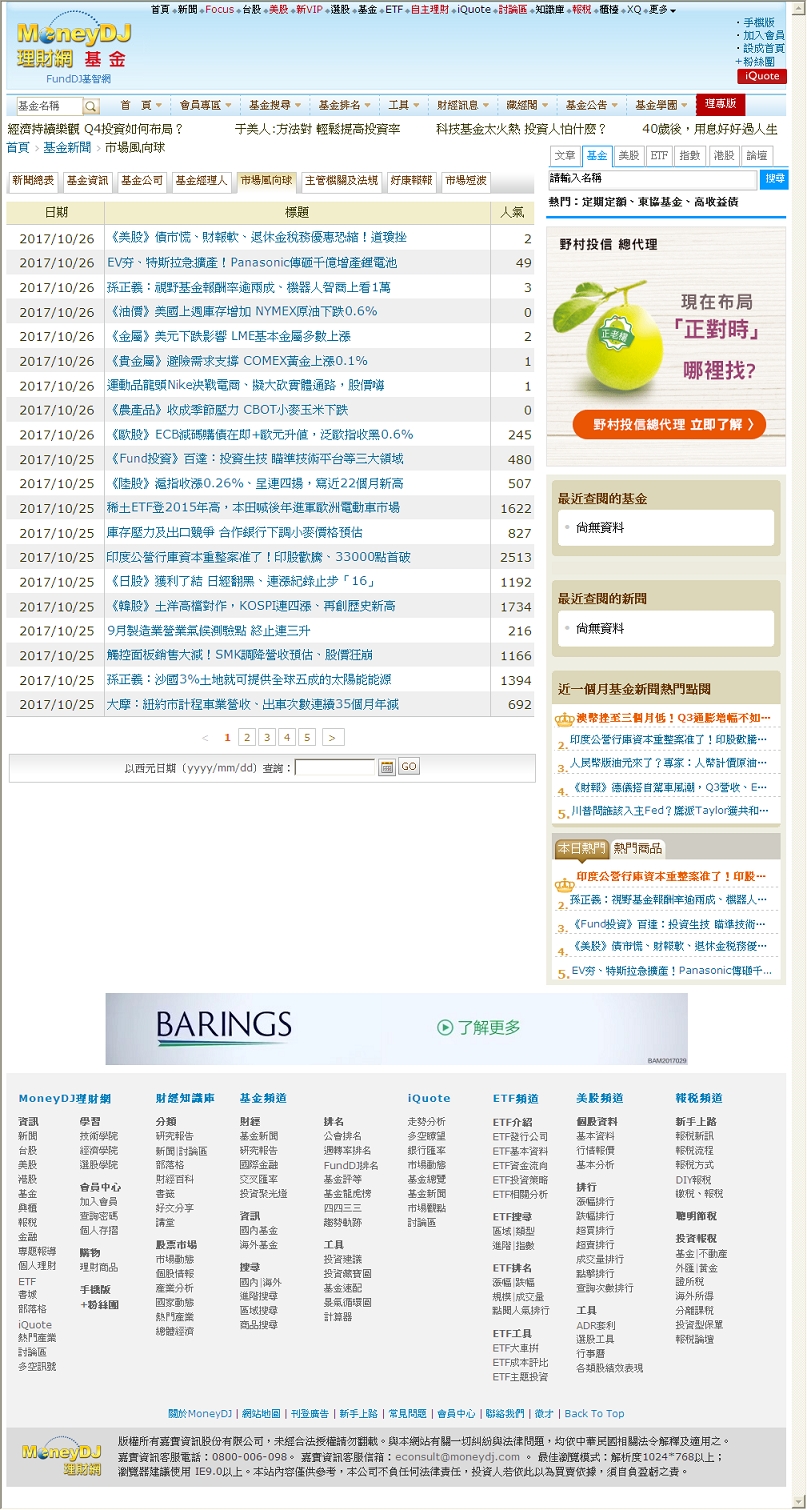 首頁 新聞 Focus 台股 美股 新VIP 選股 基金 ETF 自主理財 iQuote 討論區 知識庫 報稅 櫃檯 XQ 更多
MoneyDJ
理財網 基金
FundDJ基智網
・手機版
・加入會員
・設成首頁
+粉絲團
iQuote
基金名稱
首 頁 會員專區 基金搜尋 基金排名 工具 財經訊息 藏經閣 基金公告 基金學園 理專版
經濟持續樂觀 Q4投資如何布局？ 于美人:方法對 輕鬆提高投資率 科技基金太火熱 投資人怕什麼？ 40歲後，用息好好過人生
首頁 › 基金新聞 › 市場風向球
文章 基金 美股 ETF 指數 港股 論壇
新聞總表 基金資訊 基金公司 基金經理人 市場風向球 主管機關及法規 好康報報 市場短波
請輸入名稱 搜尋
熱門：定期定額、東協基金、高收益債
日期 標題 人氣
2017/10/26 《美股》債市慌、財報軟、退休金稅務優惠恐縮！道瓊挫 2
2017/10/26 EV夯、特斯拉急擴產！Panasonic傳砸千億增產鋰電池 49
2017/10/26 孫正義：視野基金報酬率逾兩成、機器人智商上看1萬 3
2017/10/26 《油價》美國上週庫存增加 NYMEX原油下跌0.6% 0
2017/10/26 《金屬》美元下跌影響 LME基本金屬多數上漲 2
2017/10/26 《貴金屬》避險需求支撐 COMEX黃金上漲0.1% 1
2017/10/26 運動品龍頭Nike決戰電商、擬大砍實體通路，股價嗨 1
2017/10/26 《農產品》收成季節壓力 CBOT小麥玉米下跌 0
2017/10/26 《歐股》ECB減碼購債在即+歐元升值，泛歐指收黑0.6% 245
2017/10/25 《Fund投資》百達：投資生技 瞄準技術平台等三大領域 480
2017/10/25 《陸股》滬指收漲0.26%、呈連四揚，寫近22個月新高 507
2017/10/25 稀土ETF登2015年高，本田喊後年進軍歐洲電動車市場 1622
2017/10/25 庫存壓力及出口競爭 合作銀行下調小麥價格預估 827
2017/10/25 印度公營行庫資本重整案准了！印股歡騰、33000點首破 2513
2017/10/25 《日股》獲利了結 日經翻黑、連漲紀錄止步「16」 1192
2017/10/25 《韓股》土洋高檔對作，KOSPI連四漲、再創歷史新高 1734
2017/10/25 9月製造業營業氣候測驗點 終止連三升 216
2017/10/25 觸控面板銷售大減！SMK調降營收預估、股價狂崩 1166
2017/10/25 孫正義：沙國3%土地就可提供全球五成的太陽能能源 1394
2017/10/25 大摩：紐約市計程車業營收、出車次數連續35個月年減 692
< 1 2 3 4 5 >
以西元日期〔yyyy/mm/dd〕查詢： GO
野村投信 總代理
正老欉
現在布局
「正對時」
哪裡找?
野村投信總代理 立即了解 〉
最近查閱的基金
尚無資料
最近查閱的新聞
尚無資料
近一個月基金新聞熱門點閱
澳幣挫至三個月低！Q3通膨增幅不如…
2. 印度公營行庫資本重整案准了！印股歡騰…
3. 人民幣版油元來了？專家：人幣計價原油…
4. 《財報》德儀搭自駕車風潮，Q3營收、E…
5. 川普問誰該入主Fed？鷹派Taylor獲共和…
本日熱門 熱門商品
印度公營行庫資本重整案准了！印股…
2. 孫正義：視野基金報酬率逾兩成、機器人…
3. 《Fund投資》百達：投資生技 瞄準技術…
4. 《美股》債市慌、財報軟、退休金稅務優…
5. EV夯、特斯拉急擴產！Panasonic傳砸千…
BARINGS
了解更多
BAM2017029
MoneyDJ理財網
資訊
新聞
台股
美股
港股
基金
興櫃
報稅
金融
專題報導
個人理財
ETF
書城
部落格
iQuote
熱門產業
討論區
多空訊號
學習
技術學院
經濟學院
選股學院
會員中心
加入會員
查詢密碼
個人存摺
購物
理財商品
手機版
+粉絲團
財經知識庫
分類
研究報告
新聞|討論區
部落格
財經百科
書籤
好文分享
講堂
股票市場
市場動態
個股情報
產業分析
國家動態
熱門產業
總體經濟
基金頻道
財經
基金新聞
研究報告
國際金融
交叉匯率
投資聚光燈
資訊
國內基金
海外基金
搜尋
國內|海外
進階搜尋
區域搜尋
商品搜尋
排名
公會排名
週轉率排名
FundDJ排名
基金評等
基金龍虎榜
四四三三
趨勢軌跡
工具
投資建議
投資藏寶圖
基金速配
景氣循環圖
計算器
iQuote
走勢分析
多空瞭望
銀行匯率
市場動態
基金總覽
基金新聞
市場觀點
討論區
ETF頻道
ETF介紹
ETF發行公司
ETF基本資料
ETF資金流向
ETF投資策略
ETF相關分析
ETF搜尋
區域|類型
進階|指數
ETF排名
漲幅|跌幅
規模|成交量
點閱人氣排行
ETF工具
ETF大車拚
ETF成本評比
ETF主題投資
美股頻道
個股資料
基本資料
行情報價
基本分析
排行
漲幅排行
跌幅排行
超買排行
超賣排行
成交量排行
點擊排行
查詢次數排行
工具
ADR套利
選股工具
行事曆
各類股績效表現
報稅頻道
新手上路
報稅新訊
報稅流程
報稅方式
DIY報稅
繳稅、報稅
聰明節稅
投資報稅
基金|不動產
外匯|黃金
證所稅
海外所得
分離課稅
投資型保單
報稅論壇
關於MoneyDJ | 網站地圖 | 刊登廣告 | 新手上路 | 常見問題 | 會員中心 | 聯絡我們 | 徵才 | Back To Top
MoneyDJ
理財網
版權所有嘉實資訊股份有限公司，未經合法授權請勿翻載。與本網站有關一切糾紛與法律問題，均依中華民國相關法令解釋及適用之。
嘉實資訊客服電話：0800-006-098。 嘉實資訊客服信箱：econsult@moneydj.com 。 最佳瀏覽模式：解析度1024*768以上；
瀏覽器建議使用 IE9.0以上。本站內容僅供參考，本公司不負任何法律責任，投資人若依此以為買賣依據，須自負盈虧之責。